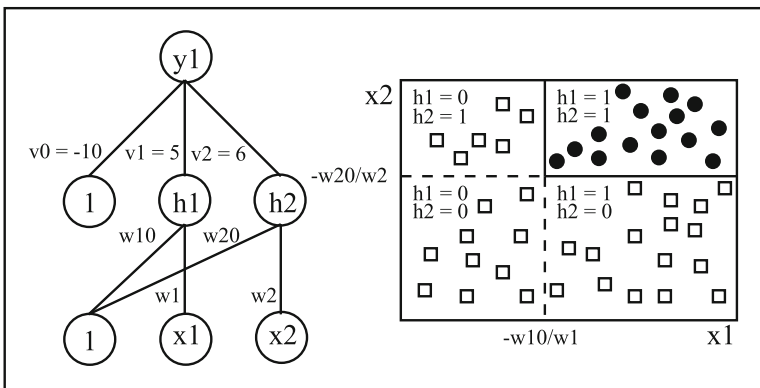 y1
v0 = -10 v1 = 5 v2 = 6
1 h1 h2
w10 w20
w1 w2
1 x1 x2
x2
h1 = 0
h2 = 1
h1 = 1
h2 = 1
-w20/w2
h1 = 0
h2 = 0
h1 = 1
h2 = 0
-w10/w1
x1